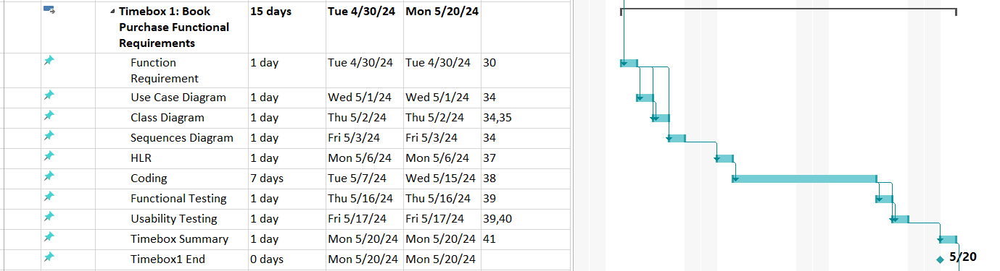 Timebox 1: Book 15 days Tue 4/30/24 Mon 5/20/24
Purchase Functional
Requirements
Function 1 day Tue 4/30/24 Tue 4/30/24 30
Requirement
Use Case Diagram 1 day Wed 5/1/24 Wed 5/1/24 34
Class Diagram 1 day Thu 5/2/24 Thu 5/2/24 34,35
Sequences Diagram 1 day Fri 5/3/24 Fri 5/3/24 34
HLR 1 day Mon 5/6/24 Mon 5/6/24 37
Coding 7 days Tue 5/7/24 Wed 5/15/24 38
Functional Testing 1 day Thu 5/16/24 Thu 5/16/24 39
Usability Testing 1 day Fri 5/17/24 Fri 5/17/24 39,40
Timebox Summary 1 day Mon 5/20/24 Mon 5/20/24 41
Timebox1 End 0 days Mon 5/20/24 Mon 5/20/24 5/20